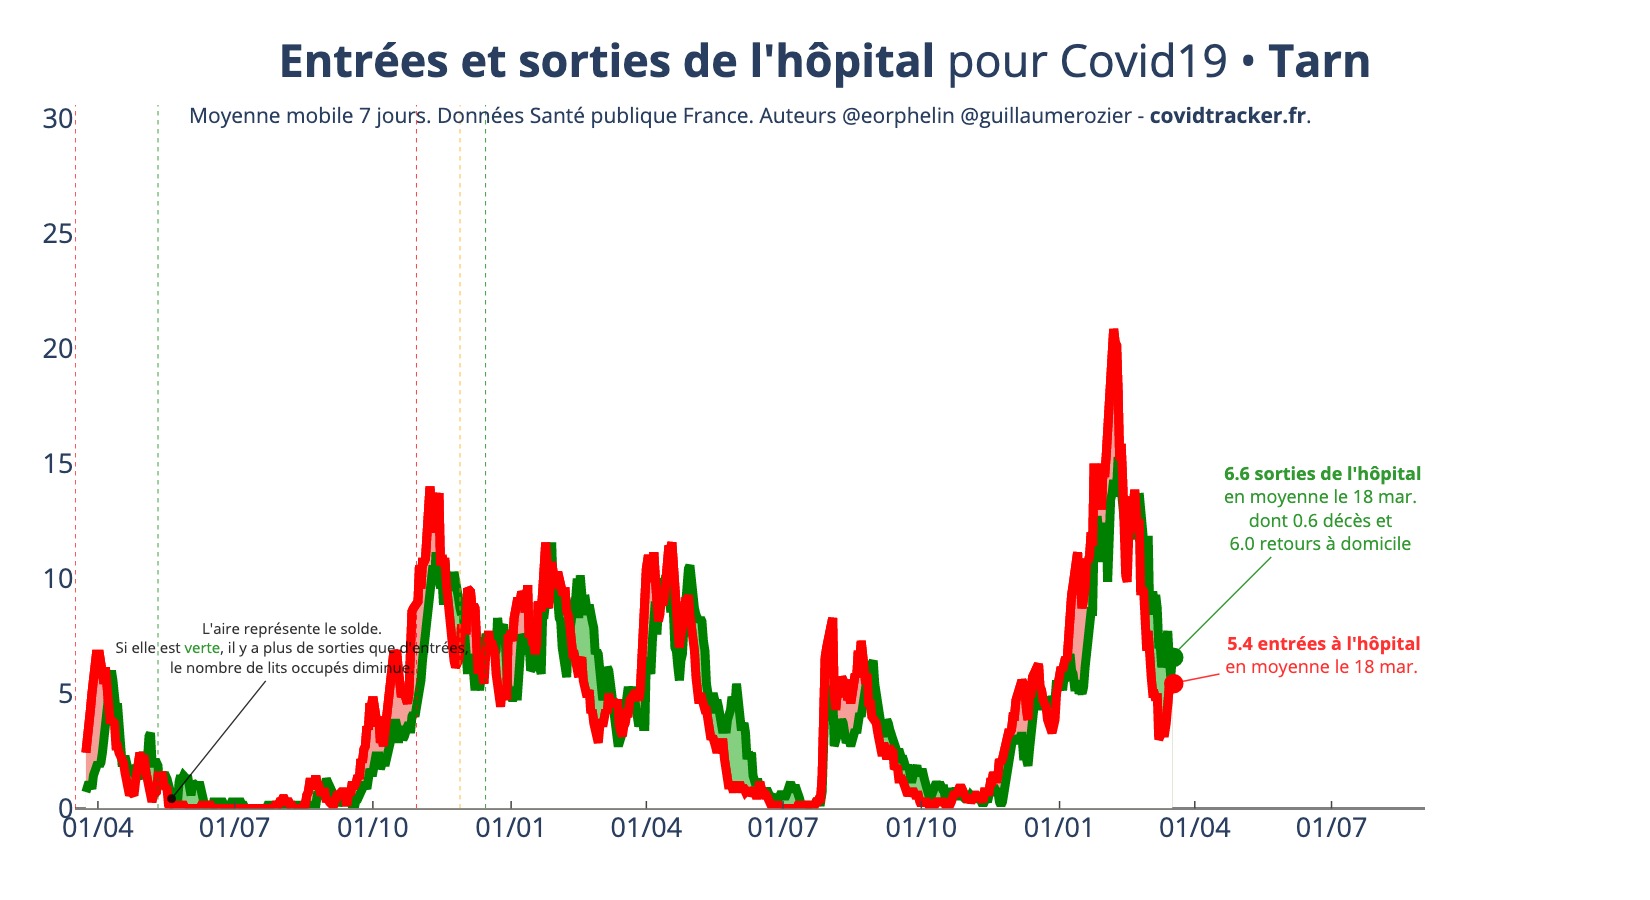 Entrées et sorties de l'hôpital pour Covid19 • Tarn
Moyenne mobile 7 jours. Données Santé publique France. Auteurs @eorphelin @guillaumerozier - covidtracker.fr.
30
25
20
15
10
5
0
6.6 sorties de l'hôpital
en moyenne le 18 mar.
dont 0.6 décès et
6.0 retours à domicile
5.4 entrées à l'hôpital
en moyenne le 18 mar.
L'aire représente le solde.
Si elle est verte, il y a plus de sorties que d'entrées,
le nombre de lits occupés diminue.
01/04 01/07 01/10 01/01 01/04 01/07 01/10 01/01 01/04 01/07